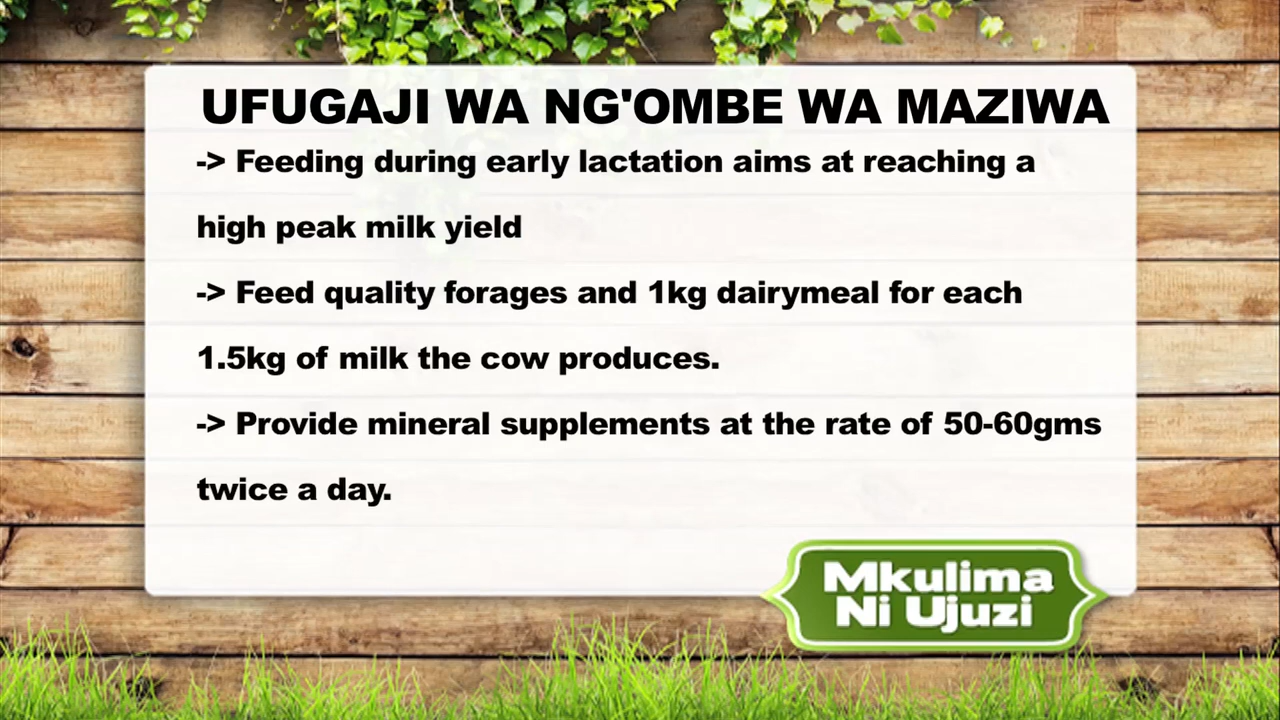 UFUGAJI WA NG'OMBE WA MAZIWA
-> Feeding during early lactation aims at reaching a
high peak milk yield
-> Feed quality forages and 1kg dairymeal for each
1.5kg of milk the cow produces.
-> Provide mineral supplements at the rate of 50-60gms
twice a day.
Mkulima
Ni Ujuzi